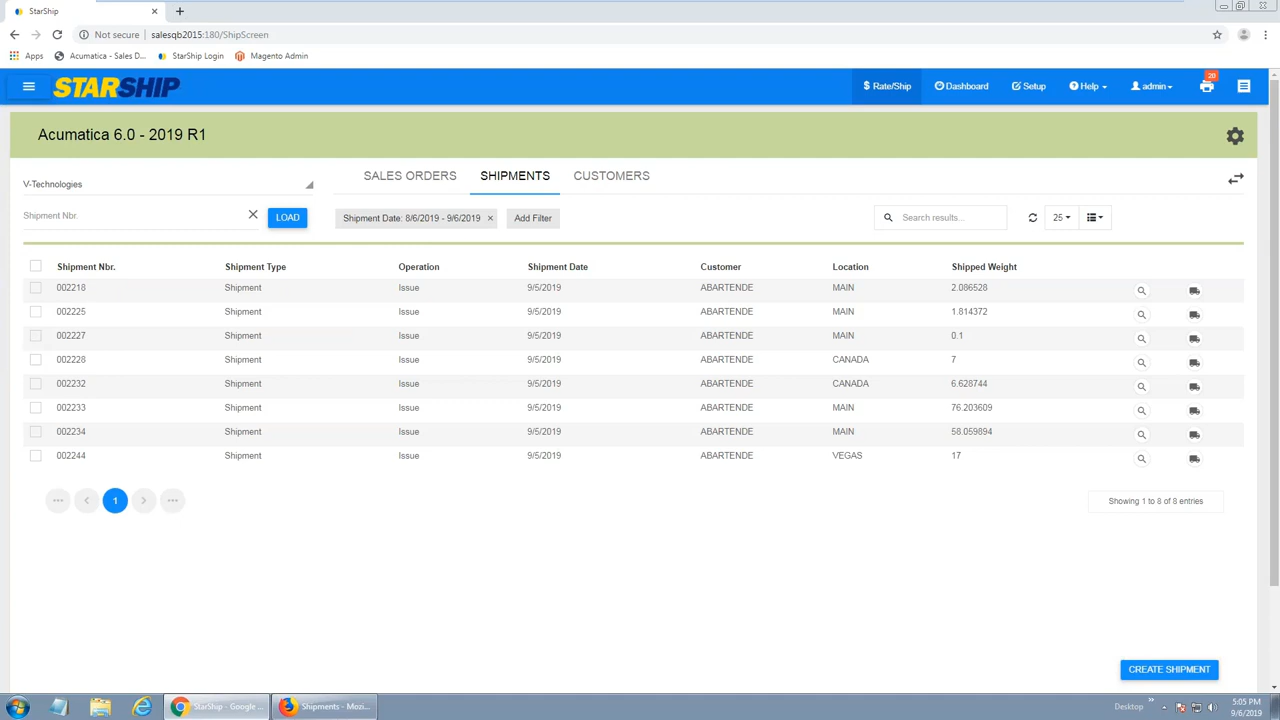 StarShip
Not secure salesqb2015:180/ShipScreen
Apps Acumatica - Sales D... StarShip Login Magento Admin
STARSHIP Rate/Ship Dashboard Setup Help admin 20
Acumatica 6.0 - 2019 R1
V-Technologies SALES ORDERS SHIPMENTS CUSTOMERS
Shipment Nbr. LOAD Shipment Date: 8/6/2019 - 9/6/2019 × Add Filter Search results... 25
Shipment Nbr. Shipment Type Operation Shipment Date Customer Location Shipped Weight
002218 Shipment Issue 9/5/2019 ABARTENDE MAIN 2.086528
002225 Shipment Issue 9/5/2019 ABARTENDE MAIN 1.814372
002227 Shipment Issue 9/5/2019 ABARTENDE MAIN 0.1
002228 Shipment Issue 9/5/2019 ABARTENDE CANADA 7
002232 Shipment Issue 9/5/2019 ABARTENDE CANADA 6.628744
002233 Shipment Issue 9/5/2019 ABARTENDE MAIN 76.203609
002234 Shipment Issue 9/5/2019 ABARTENDE MAIN 58.059894
002244 Shipment Issue 9/5/2019 ABARTENDE VEGAS 17
1 Showing 1 to 8 of 8 entries
CREATE SHIPMENT
StarShip - Google ... Shipments - Mozi... Desktop 5:05 PM
9/6/2019